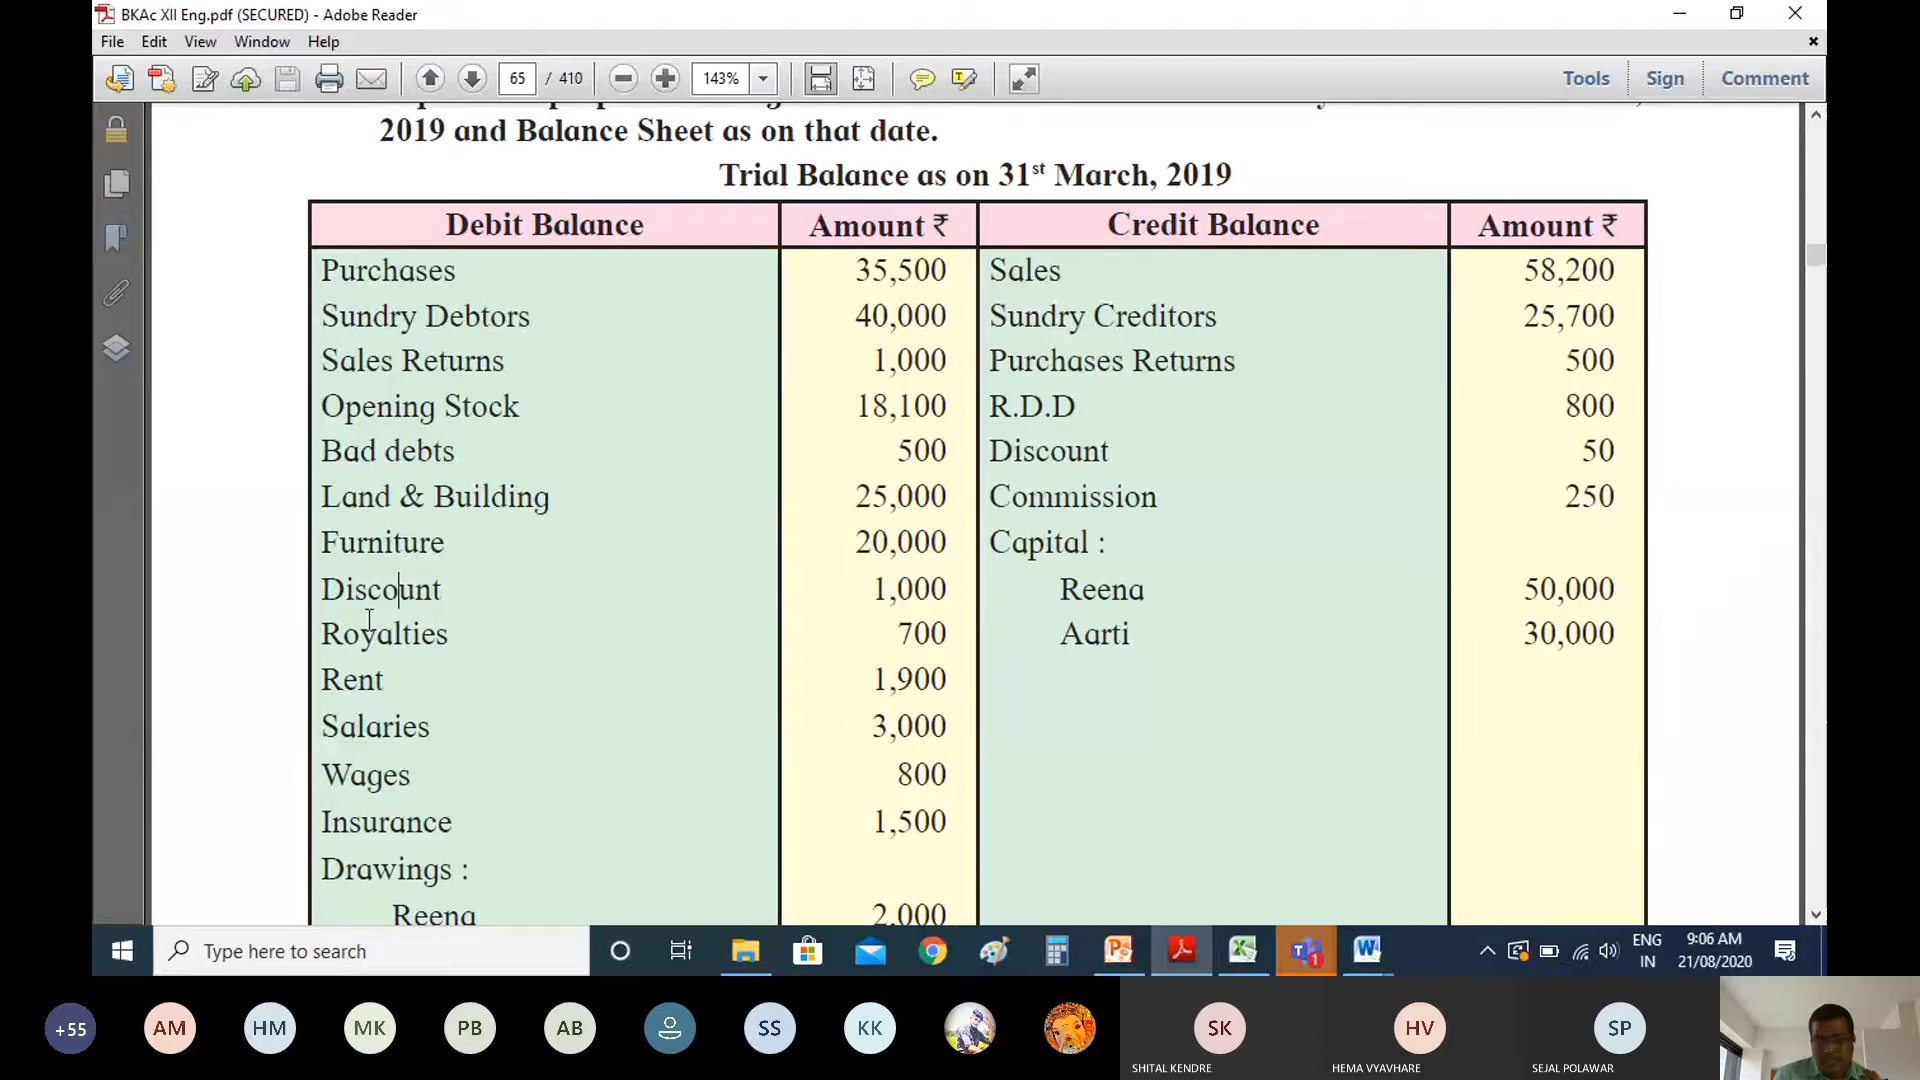 BKAc XII Eng.pdf (SECURED) - Adobe Reader
File Edit View Window Help
65 / 410 143% Tools Sign Comment
2019 and Balance Sheet as on that date.
Trial Balance as on 31st March, 2019
Debit Balance Amount ₹ Credit Balance Amount ₹
Purchases 35,500 Sales 58,200
Sundry Debtors 40,000 Sundry Creditors 25,700
Sales Returns 1,000 Purchases Returns 500
Opening Stock 18,100 R.D.D 800
Bad debts 500 Discount 50
Land & Building 25,000 Commission 250
Furniture 20,000 Capital :
Discount 1,000 Reena 50,000
Royalties 700 Aarti 30,000
Rent 1,900
Salaries 3,000
Wages 800
Insurance 1,500
Drawings :
Reena 2,000
Type here to search
ENG 9:06 AM
IN 21/08/2020
+55 AM HM MK PB AB SS KK SK HV SP
SHITAL KENDRE HEMA VYAVHARE SEJAL POLAWAR